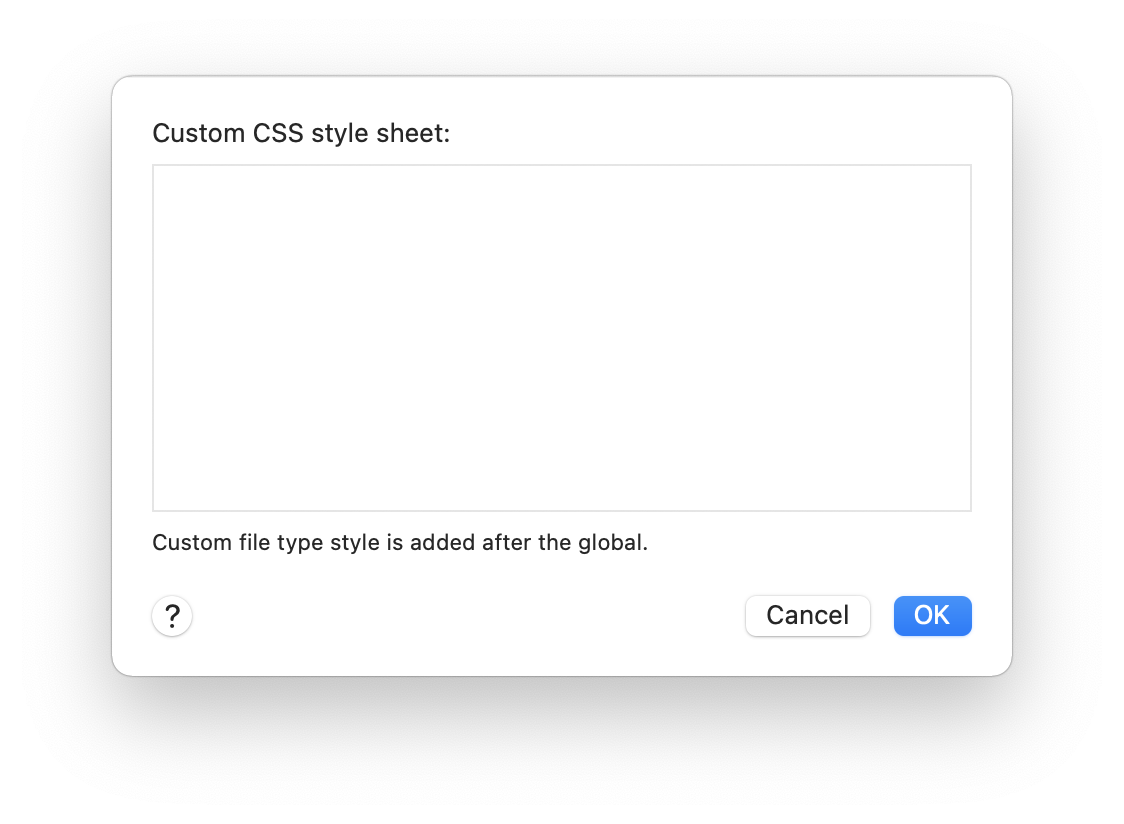 Custom CSS style sheet:
Custom file type style is added after the global.
? Cancel OK